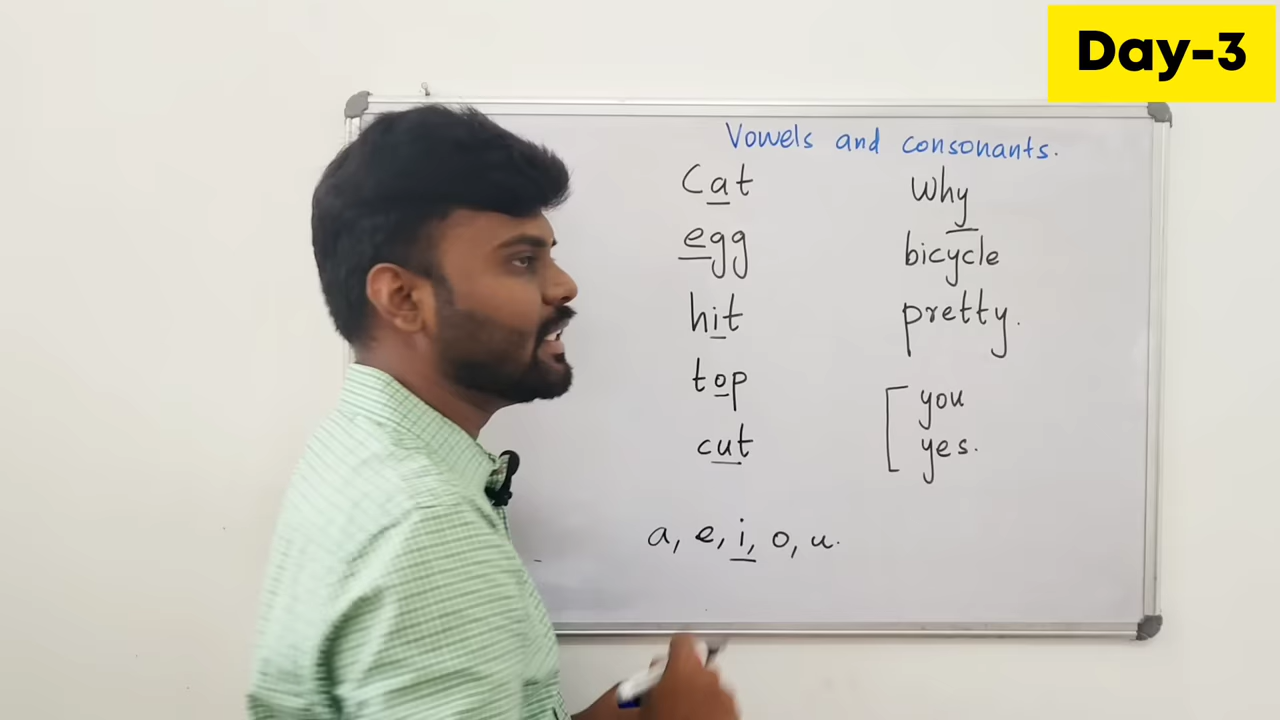 Day-3
Vowels and consonants.
Cat
egg
hit
top
cut
a, e, i, o, u.
Why
bicycle
pretty.
you
yes.